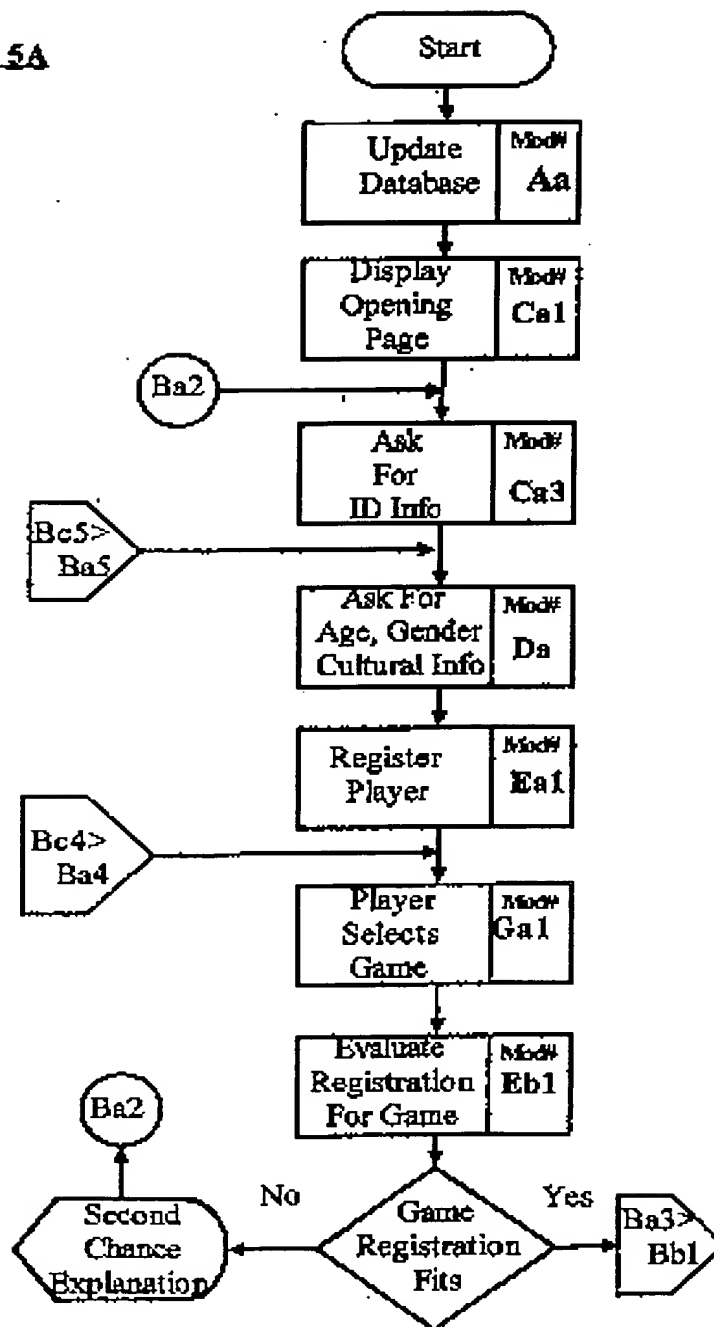 5A
Start
Update
Database
Mod#
Aa
Display
Opening
Page
Mod#
Ca1
Ba2
Ask
For
ID Info
Mod#
Ca3
Bc5>
Ba5
Ask For
Age, Gender
Cultural Info
Mod#
Da
Register
Player
Mod#
Ea1
Bc4>
Ba4
Player
Selects
Game
Mod#
Ga1
Evaluate
Registration
For Game
Mod#
Eb1
Ba2
No
Yes
Second
Chance
Explanation
Game
Registration
Fits
Ba3>
Bb1